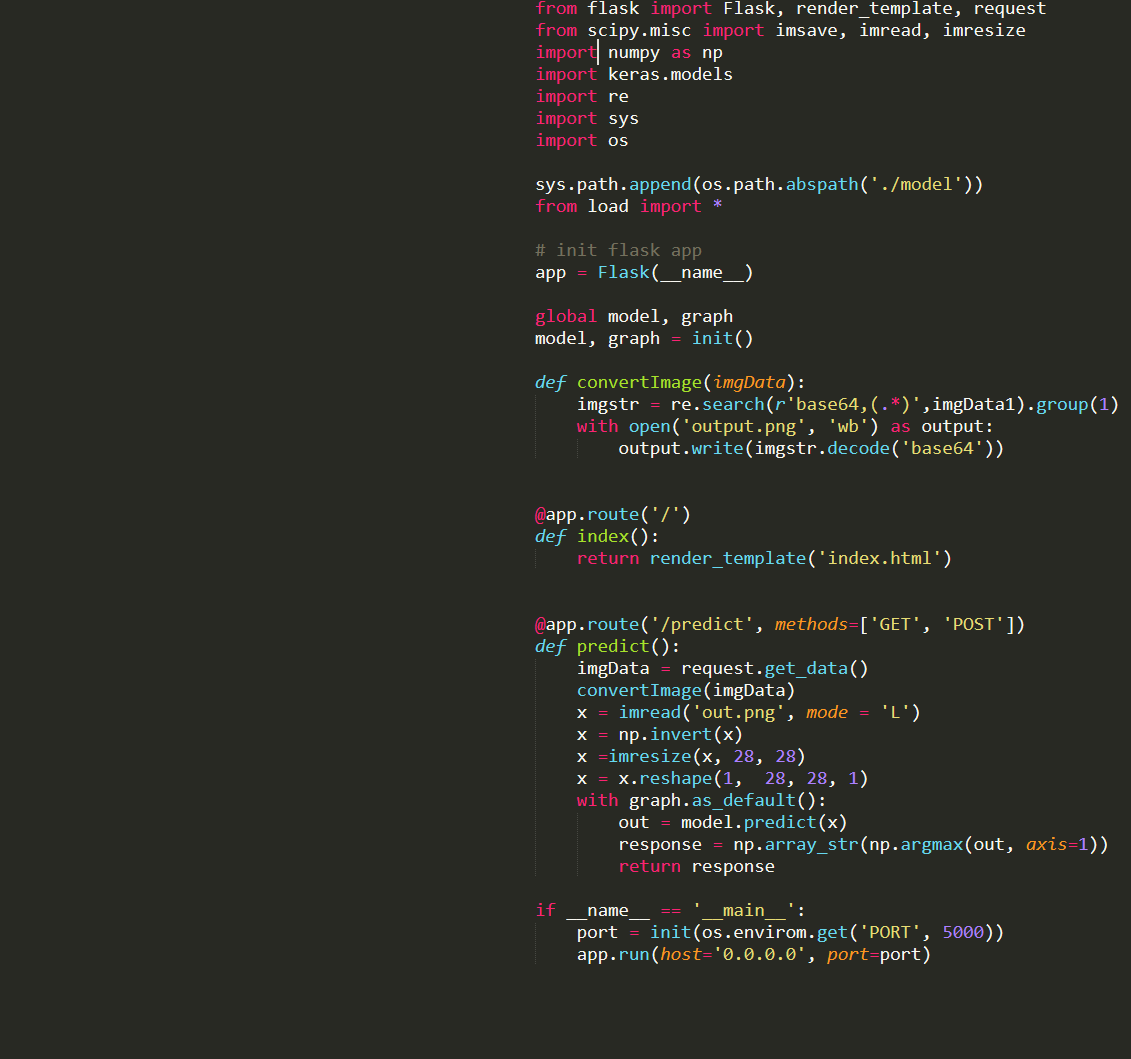 from flask import Flask, render_template, request
from scipy.misc import imsave, imread, imresize
import numpy as np
import keras.models
import re
import sys
import os
sys.path.append(os.path.abspath('./model'))
from load import *
# init flask app
app = Flask(__name__)
global model, graph
model, graph = init()
def convertImage(imgData):
    imgstr = re.search(r'base64,(.*)',imgData1).group(1)
    with open('output.png', 'wb') as output:
        output.write(imgstr.decode('base64'))
@app.route('/')
def index():
    return render_template('index.html')
@app.route('/predict', methods=['GET', 'POST'])
def predict():
    imgData = request.get_data()
    convertImage(imgData)
    x = imread('out.png', mode = 'L')
    x = np.invert(x)
    x =imresize(x, 28, 28)
    x = x.reshape(1,  28, 28, 1)
    with graph.as_default():
        out = model.predict(x)
        response = np.array_str(np.argmax(out, axis=1))
        return response
if __name__ == '__main__':
    port = init(os.envirom.get('PORT', 5000))
    app.run(host='0.0.0.0', port=port)